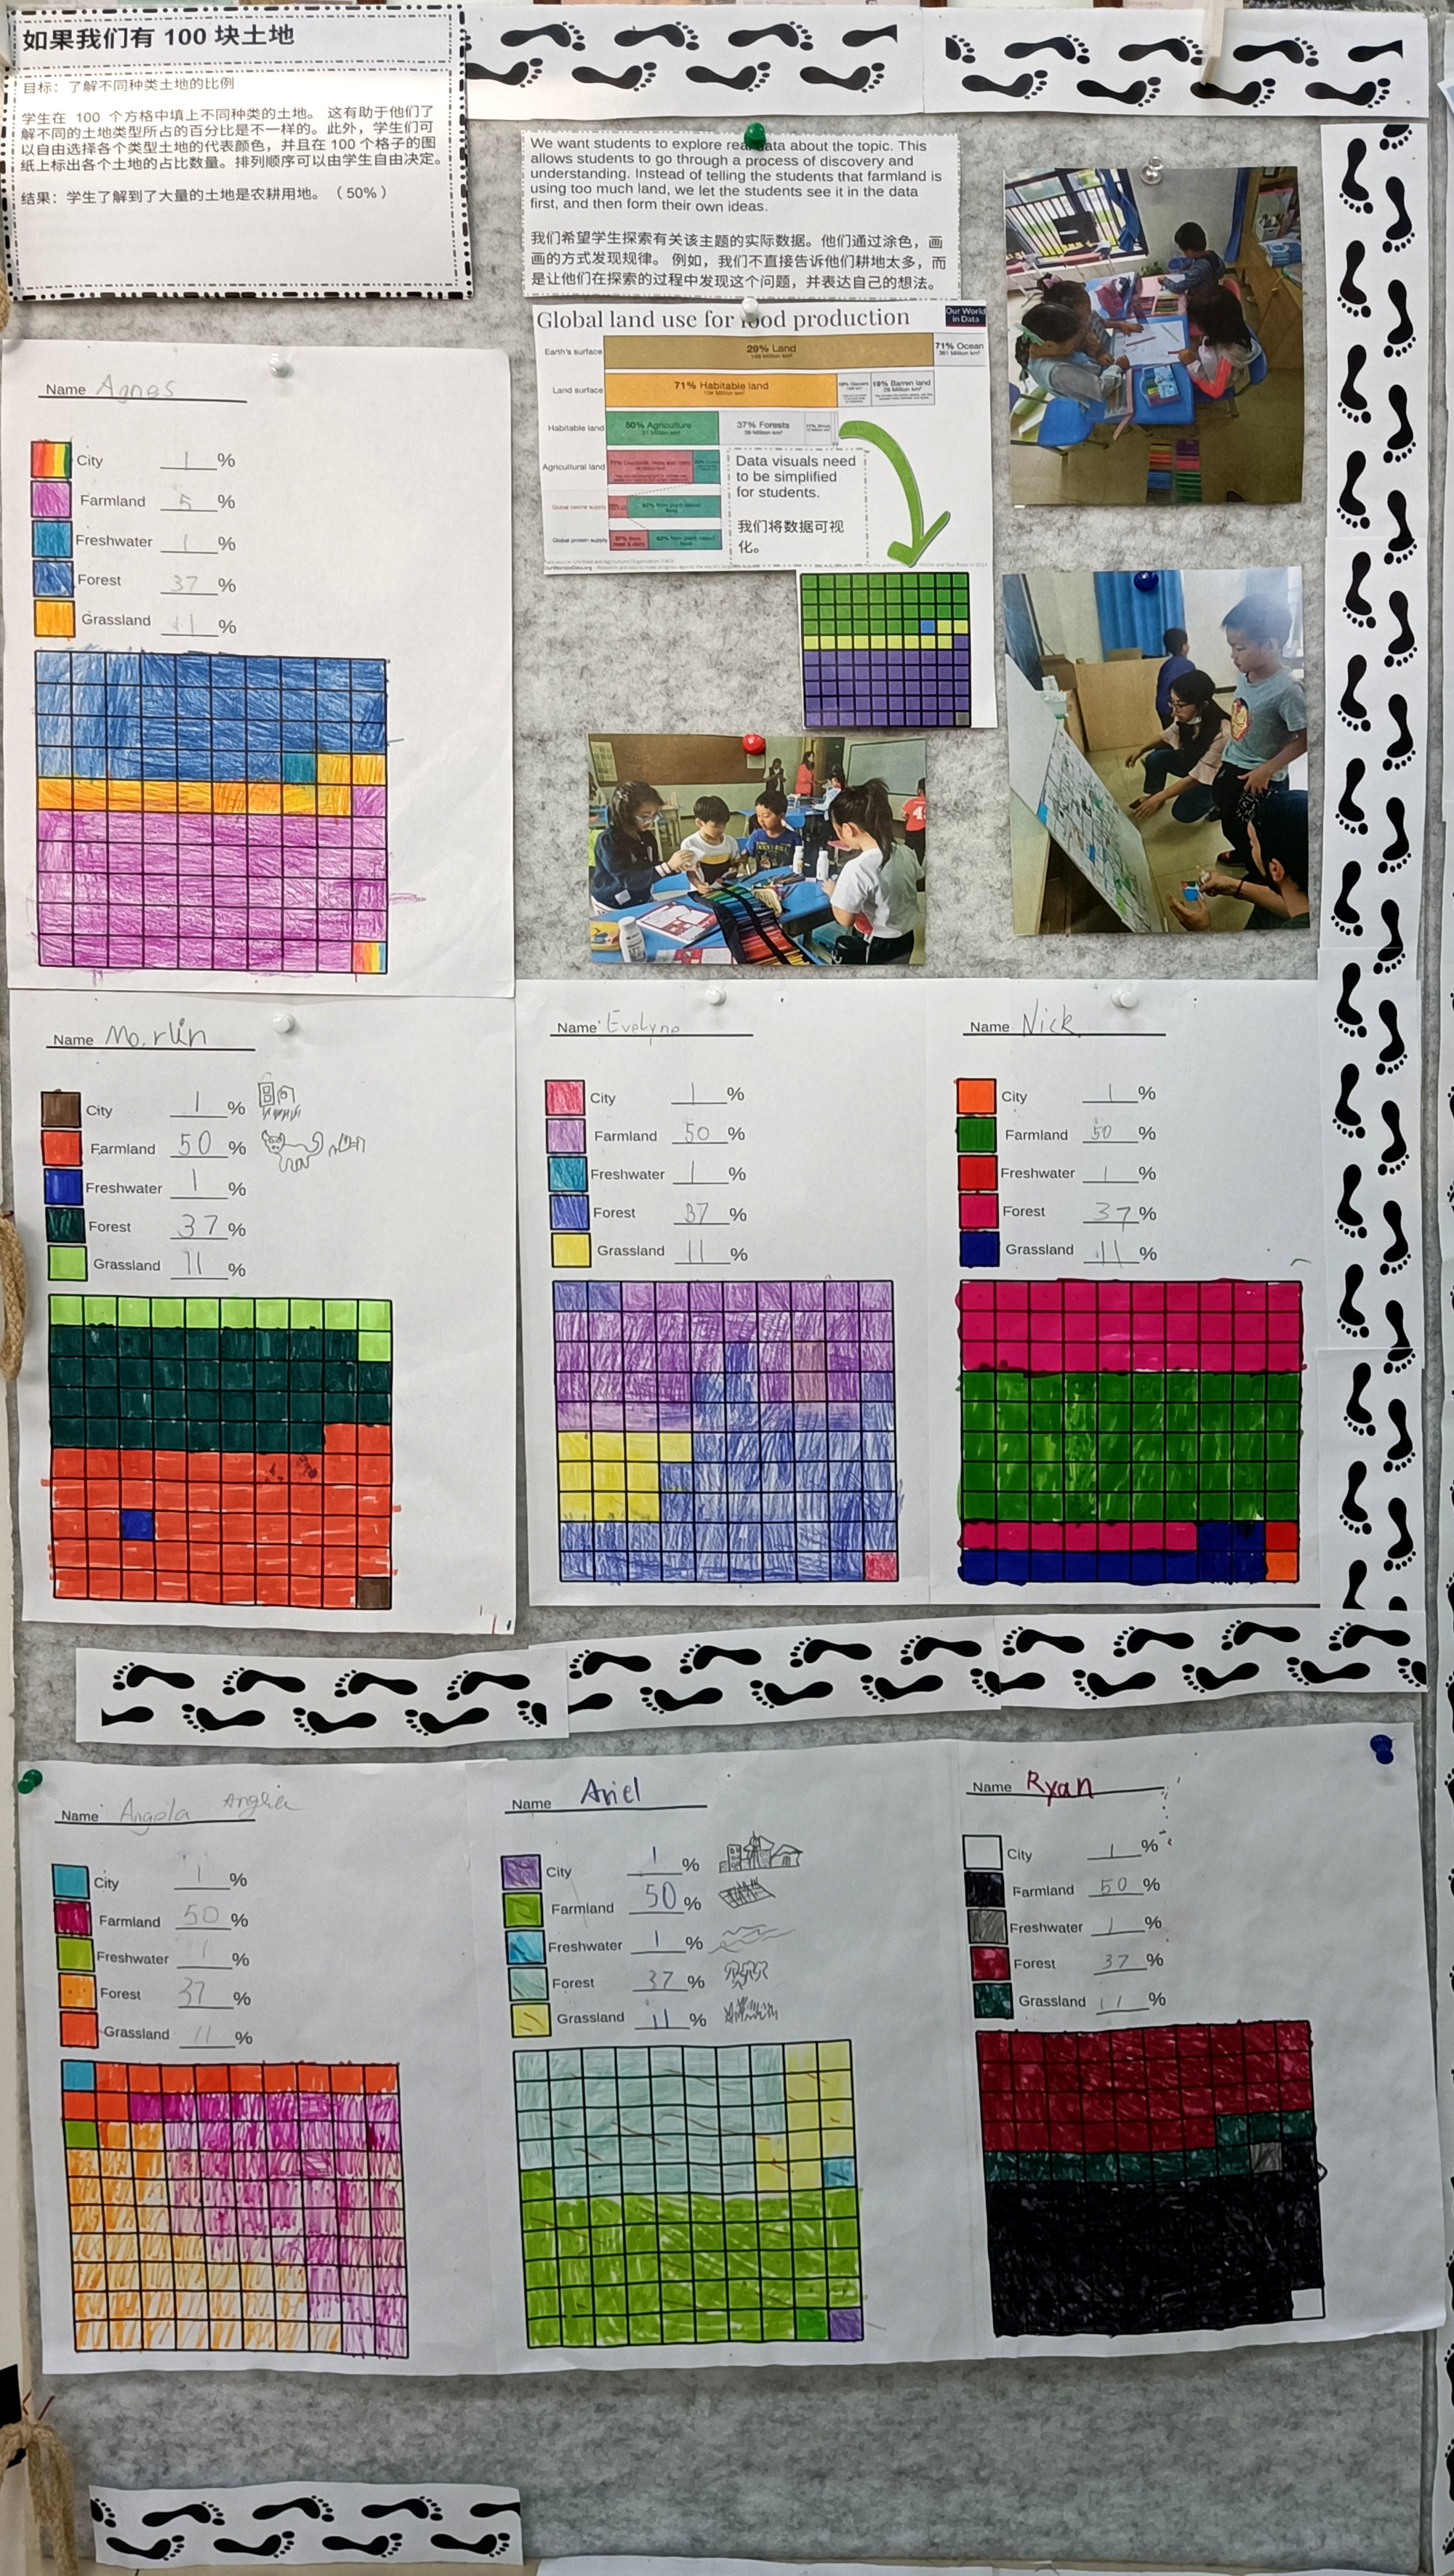 如果我们有 100 块土地
目标：了解不同种类土地的比例
学生在 100 个方格中填上不同种类的土地。 这有助于他们了
解不同的土地类型所占的百分比是不一样的。此外，学生们可
以自由选择各个类型土地的代表颜色，并且在 100 个格子的图
纸上标出各个土地的占比数量。排列顺序可以由学生自由决定。
结果：学生了解到了大量的土地是农耕用地。（ 50% ）
We want students to explore real data about the topic. This
allows students to go through a process of discovery and
understanding. Instead of telling the students that farmland is
using too much land, we let the students see it in the data
first, and then form their own ideas.
我们希望学生探索有关该主题的实际数据。他们通过涂色，画
画的方式发现规律。 例如，我们不直接告诉他们耕地太多，而
是让他们在探索的过程中发现这个问题，并表达自己的想法。
Global land use for food production
Our World
in Data
Earth's surface
29% Land
71% Ocean
Land surface
71% Habitable land
19% Barren land
Habitable land
50% Agriculture
37% Forests
Agricultural land
Global calorie supply
Global protein supply
Data visuals need
to be simplified
for students.
我们将数据可视
化。
Name Agnes
City 1 %
Farmland 5 %
Freshwater 1 %
Forest 37 %
Grassland 11 %
Name Marlin
City 1 %
Farmland 50 %
Freshwater 1 %
Forest 37 %
Grassland 11 %
Name Evelyne
City 1 %
Farmland 50 %
Freshwater 1 %
Forest 37 %
Grassland 11 %
Name Nick
City 1 %
Farmland 50 %
Freshwater 1 %
Forest 37 %
Grassland 11 %
Name Angela
City 1 %
Farmland 50 %
Freshwater 1 %
Forest 37 %
Grassland 11 %
Name Ariel
City 1 %
Farmland 50 %
Freshwater 1 %
Forest 37 %
Grassland 11 %
Name Ryan
City 1 %
Farmland 50 %
Freshwater 1 %
Forest 37 %
Grassland 11 %